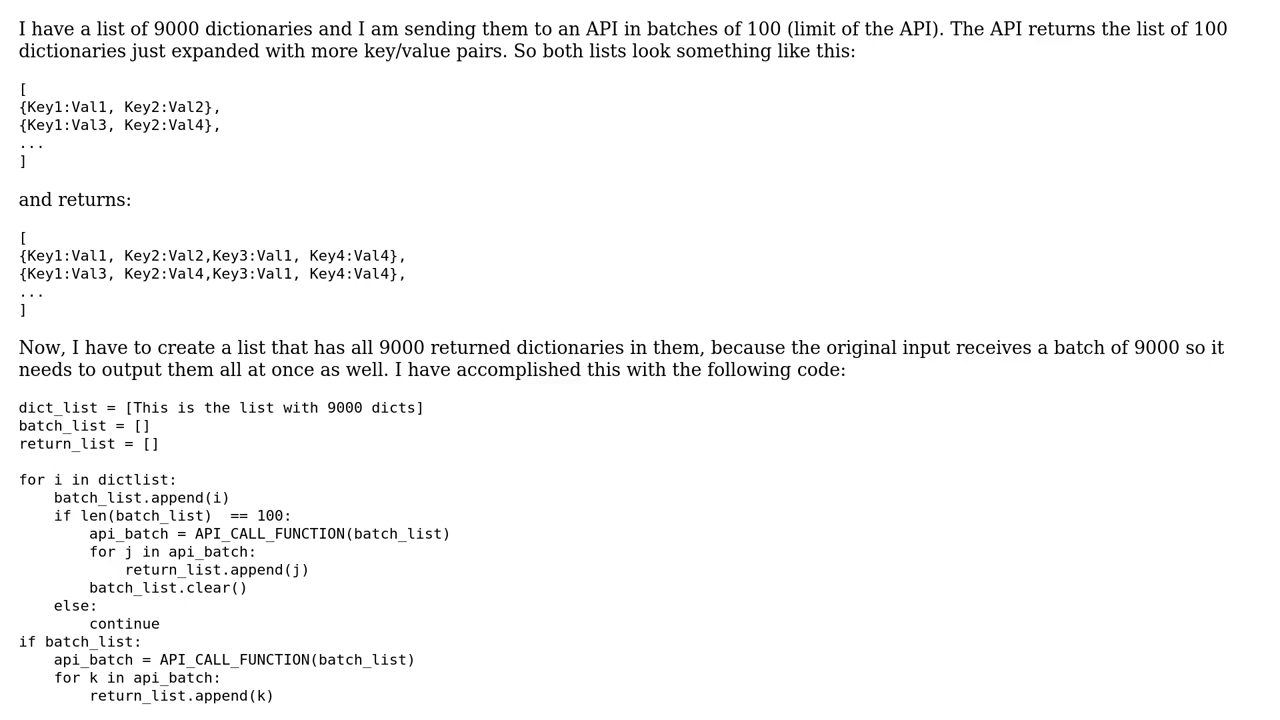 I have a list of 9000 dictionaries and I am sending them to an API in batches of 100 (limit of the API). The API returns the list of 100
dictionaries just expanded with more key/value pairs. So both lists look something like this:
[
{Key1:Val1, Key2:Val2},
{Key1:Val3, Key2:Val4},
...
]
and returns:
[
{Key1:Val1, Key2:Val2,Key3:Val1, Key4:Val4},
{Key1:Val3, Key2:Val4,Key3:Val1, Key4:Val4},
...
]
Now, I have to create a list that has all 9000 returned dictionaries in them, because the original input receives a batch of 9000 so it
needs to output them all at once as well. I have accomplished this with the following code:
dict_list = [This is the list with 9000 dicts]
batch_list = []
return_list = []
for i in dictlist:
    batch_list.append(i)
    if len(batch_list)  == 100:
        api_batch = API_CALL_FUNCTION(batch_list)
        for j in api_batch:
            return_list.append(j)
        batch_list.clear()
    else:
        continue
if batch_list:
    api_batch = API_CALL_FUNCTION(batch_list)
    for k in api_batch:
        return_list.append(k)